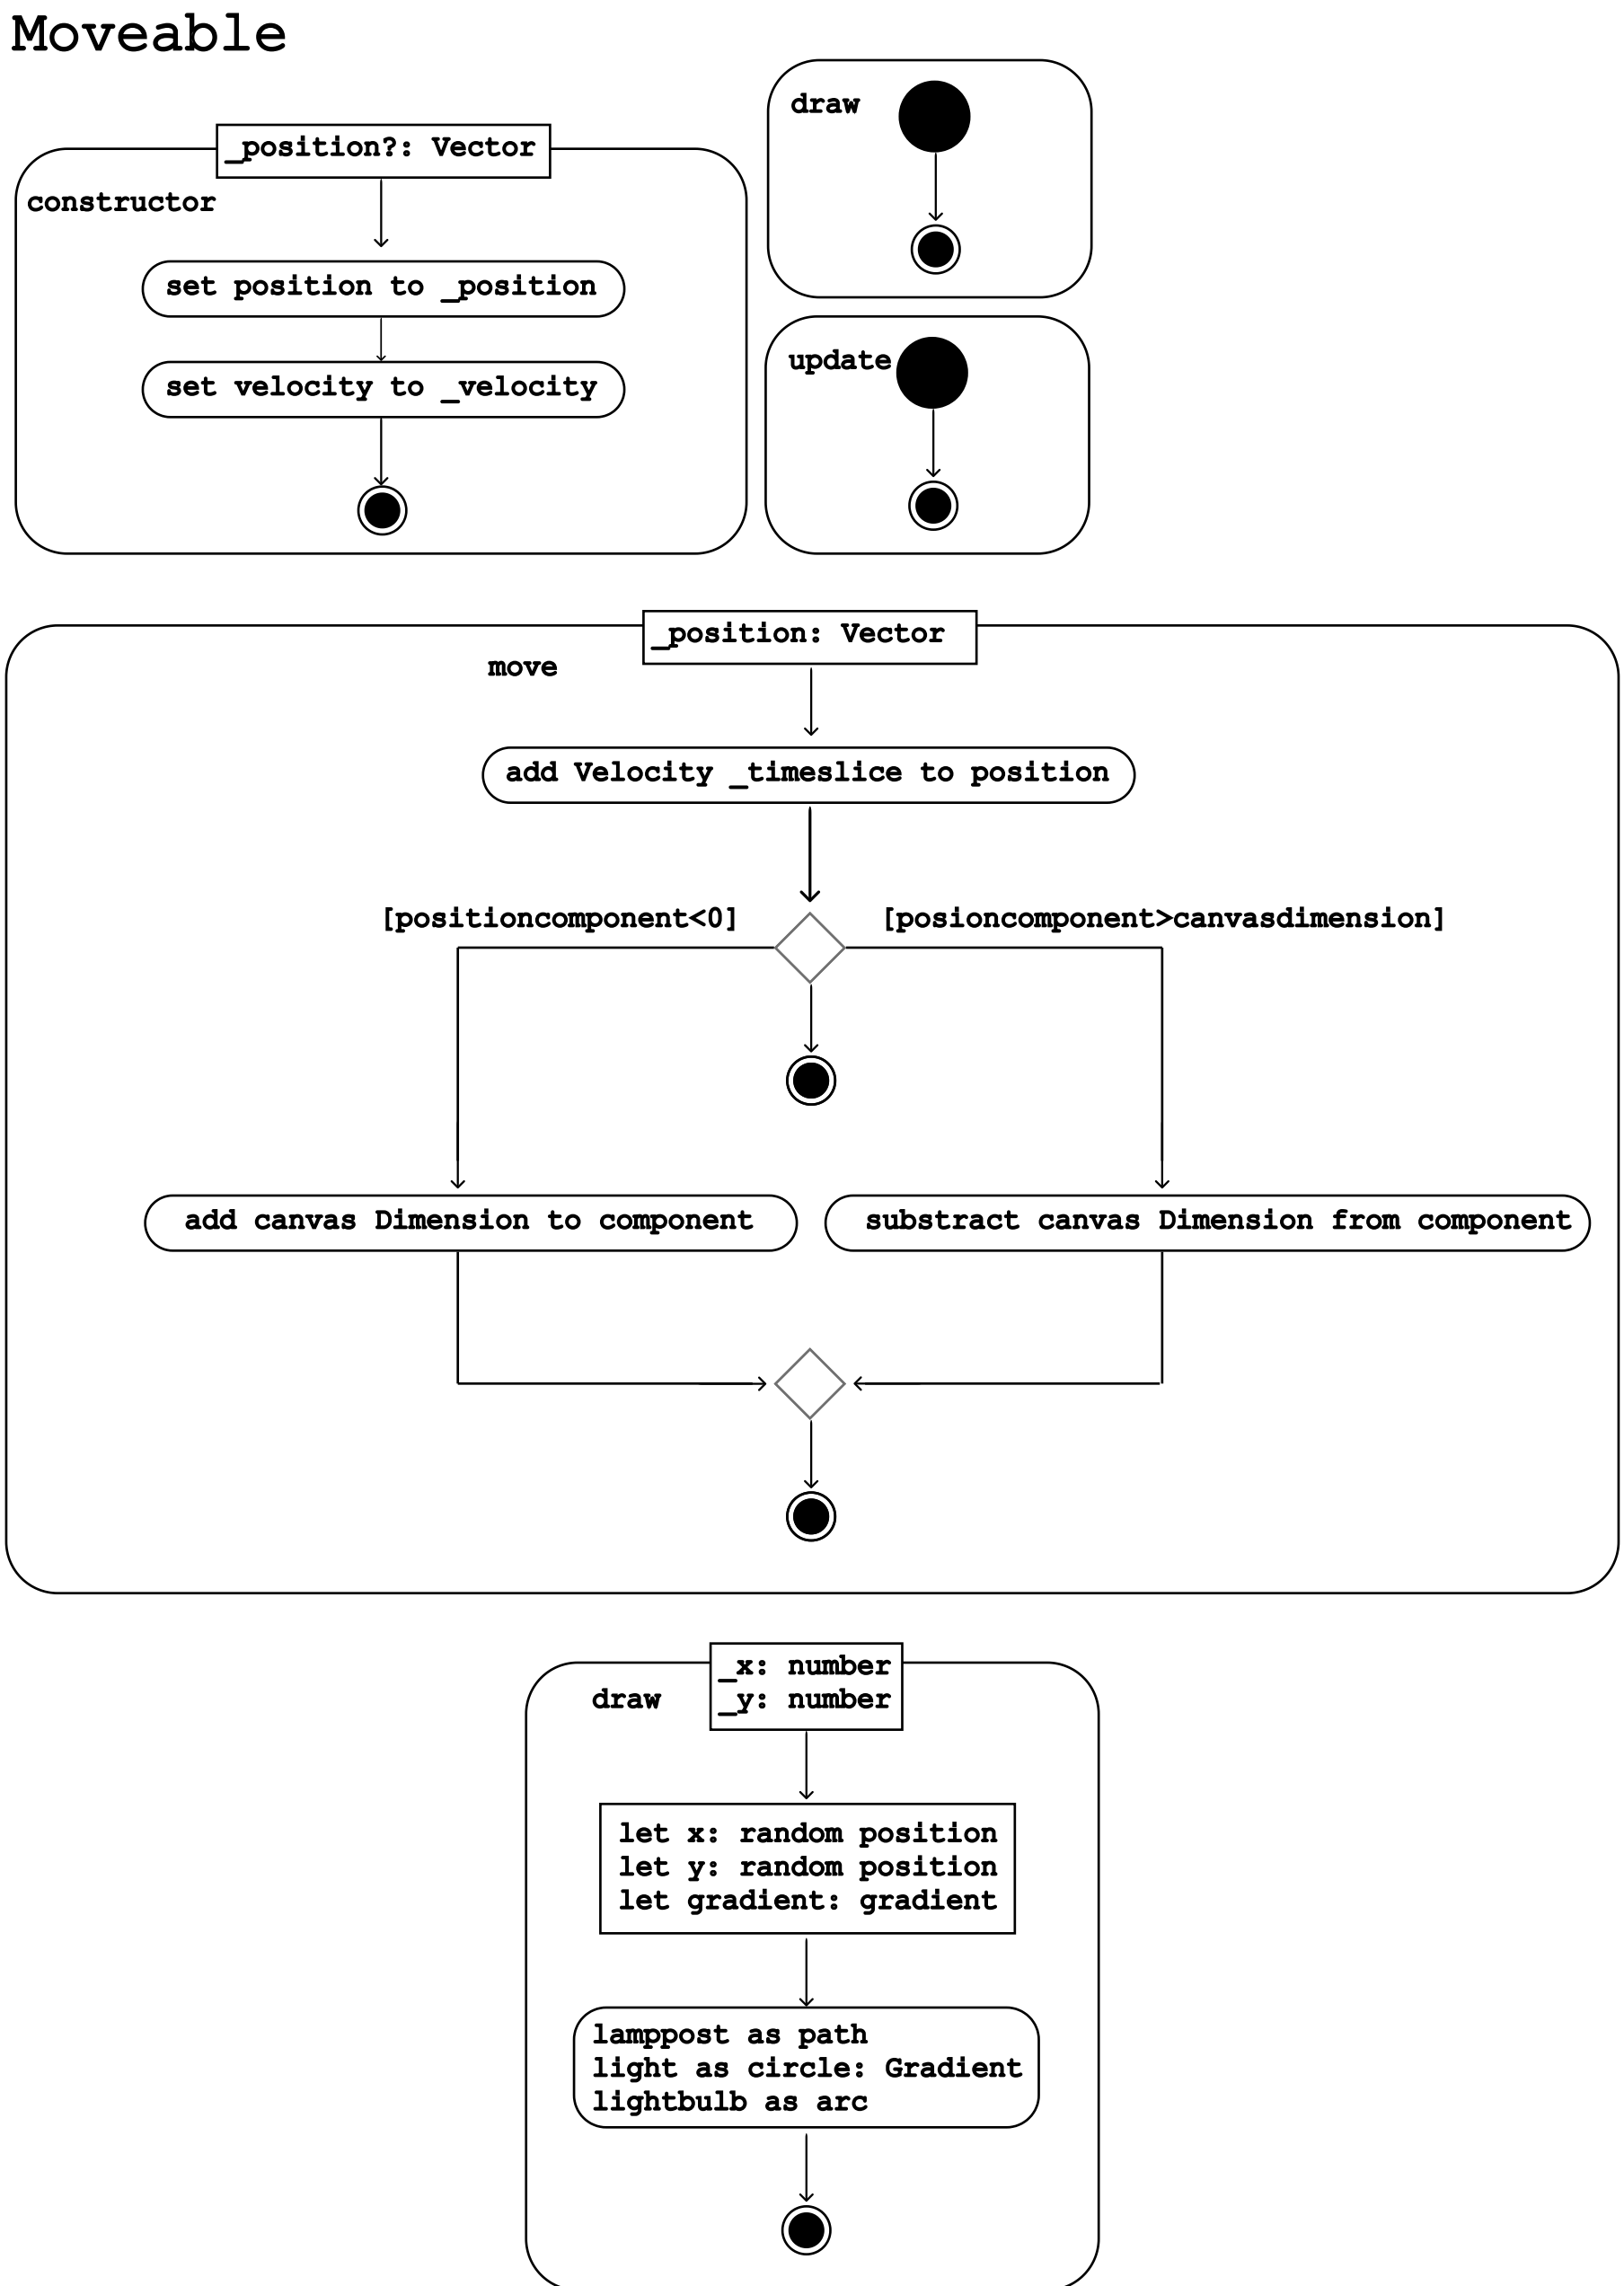 Moveable
draw
_position?: Vector
constructor
set position to _position
update
set velocity to _velocity
_position: Vector
move
add Velocity _timeslice to position
[positioncomponent<0]
[posioncomponent>canvasdimension]
add canvas Dimension to component
substract canvas Dimension from component
_x: number
_y: number
draw
let x: random position
let y: random position
let gradient: gradient
lamppost as path
light as circle: Gradient
lightbulb as arc